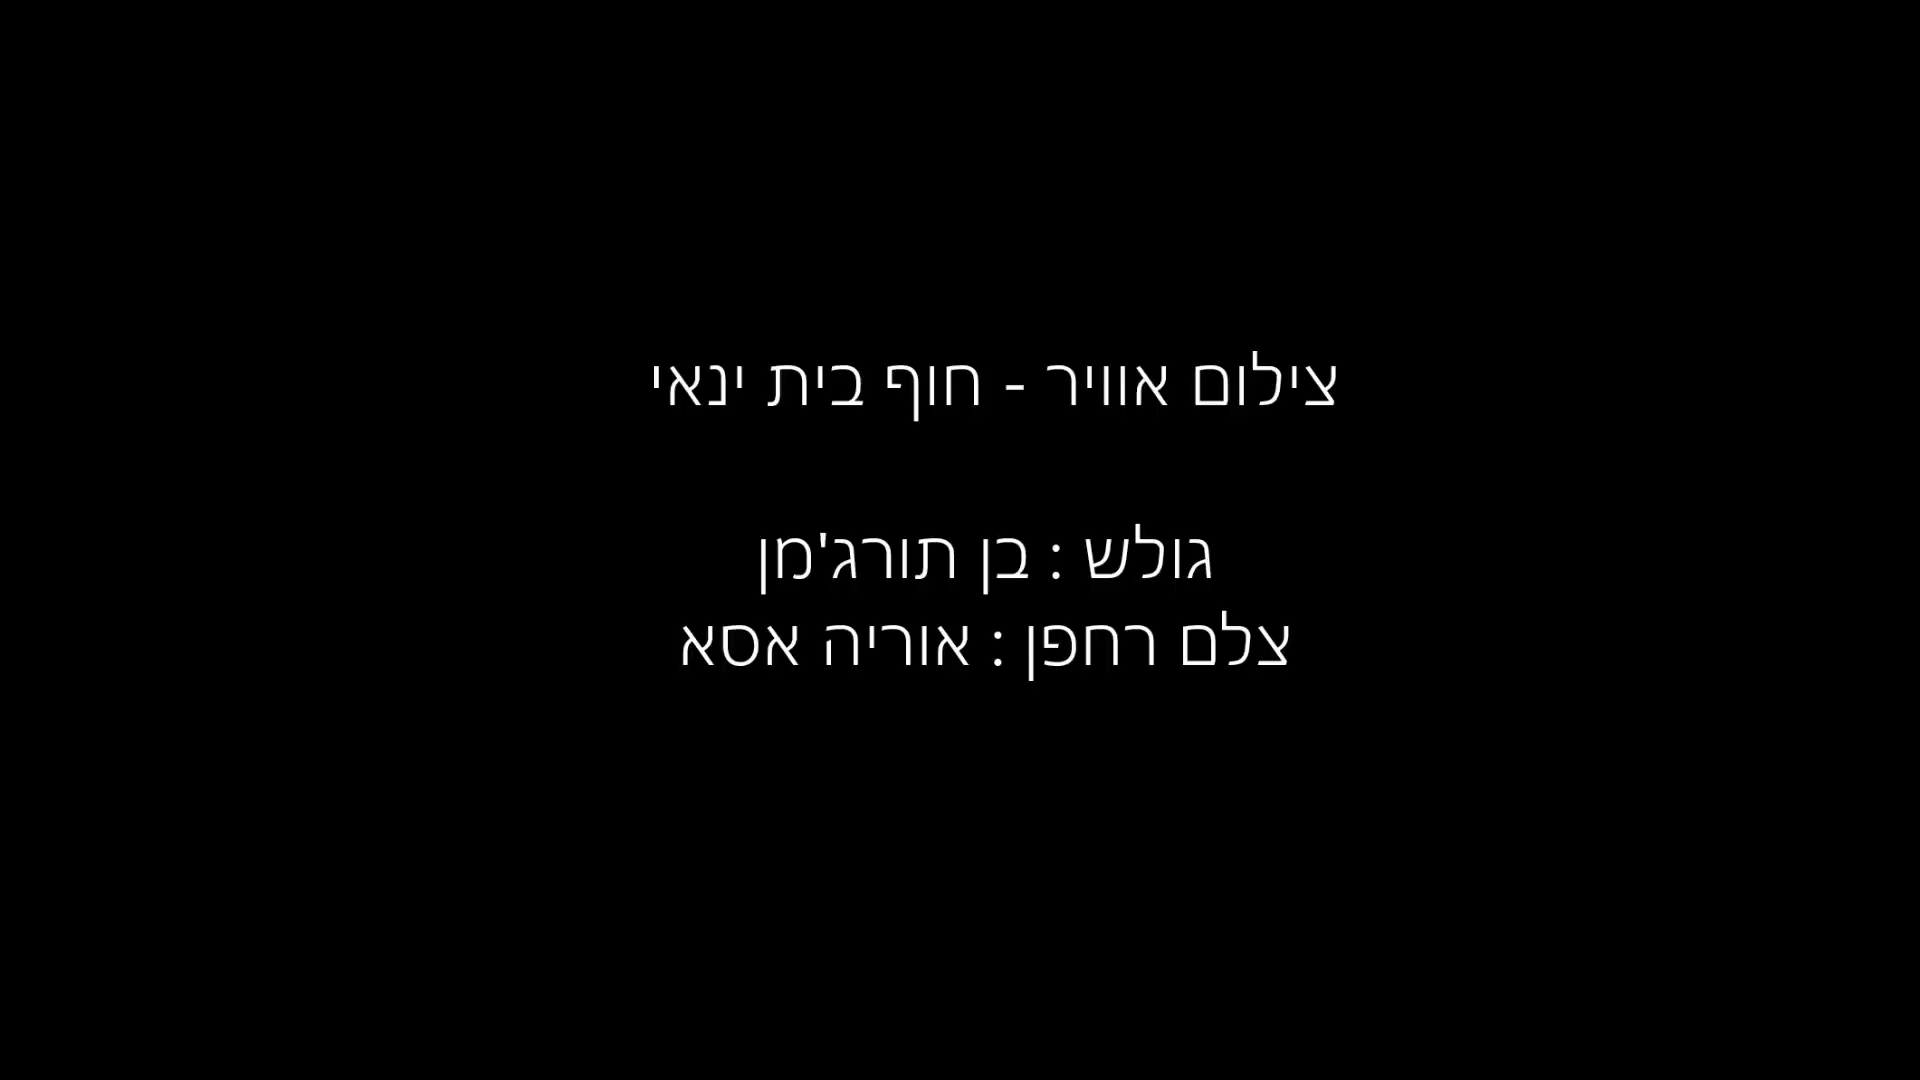 צילום אוויר - חוף בית ינאי
גולש : בן תורג'מן
צלם רחפן : אוריה אסא